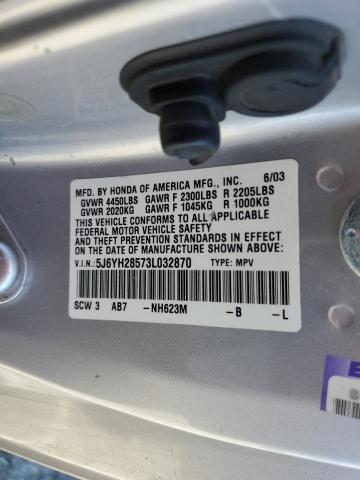 MFD. BY HONDA OF AMERICA MFG., INC. 6/03
GVWR 4450LBS GAWR F 2300LBS R 2205LBS
GVWR 2020KG GAWR F 1045KG R 1000KG
THIS VEHICLE CONFORMS TO ALL APPLICABLE
FEDERAL MOTOR VEHICLE SAFETY
AND THEFT PREVENTION STANDARDS IN EFFECT
ON THE DATE OF MANUFACTURE SHOWN ABOVE.
V.I.N.: 5J6YH28573L032870 TYPE: MPV
SCW 3 AB7 -NH623M -B -L